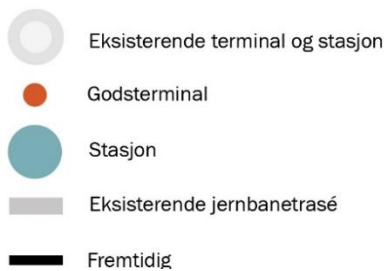 Eksisterende terminal og stasjon
Godsterminal
Stasjon
Eksisterende jernbanetrasé
Fremtidig